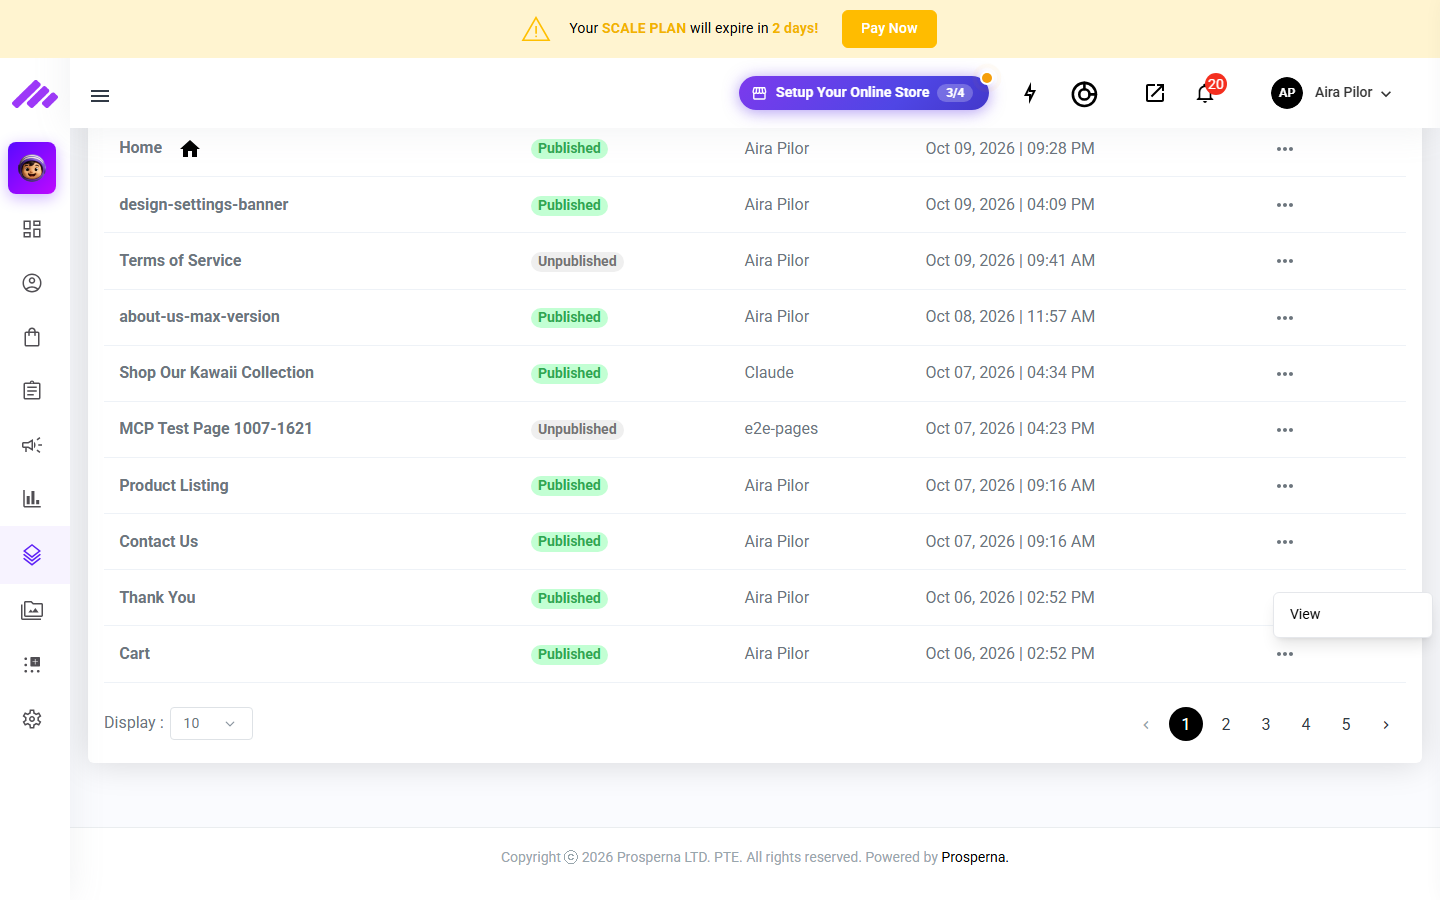 Your SCALE PLAN will expire in 2 days! Pay Now
Setup Your Online Store 3/4
20
AP Aira Pilor
Home Published Aira Pilor Oct 09, 2026 | 09:28 PM
design-settings-banner Published Aira Pilor Oct 09, 2026 | 04:09 PM
Terms of Service Unpublished Aira Pilor Oct 09, 2026 | 09:41 AM
about-us-max-version Published Aira Pilor Oct 08, 2026 | 11:57 AM
Shop Our Kawaii Collection Published Claude Oct 07, 2026 | 04:34 PM
MCP Test Page 1007-1621 Unpublished e2e-pages Oct 07, 2026 | 04:23 PM
Product Listing Published Aira Pilor Oct 07, 2026 | 09:16 AM
Contact Us Published Aira Pilor Oct 07, 2026 | 09:16 AM
Thank You Published Aira Pilor Oct 06, 2026 | 02:52 PM
View
Cart Published Aira Pilor Oct 06, 2026 | 02:52 PM
Display : 10
1 2 3 4 5
Copyright © 2026 Prosperna LTD. PTE. All rights reserved. Powered by Prosperna.